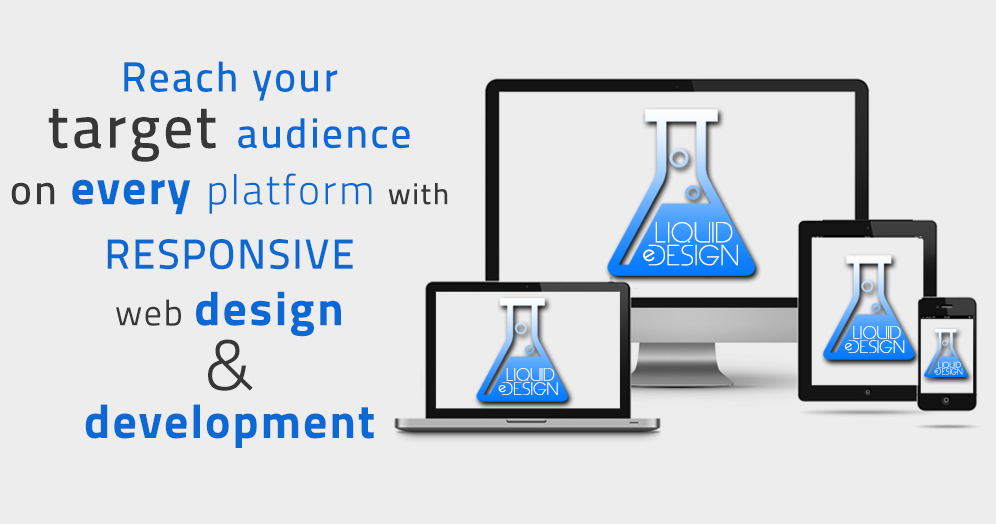 Reach your
target audience
on every platform with
RESPONSIVE
web design
&
development
LIQUID
eDESIGN
LIQUID
eDESIGN
LIQUID
eDESIGN
LIQUID
eDESIGN